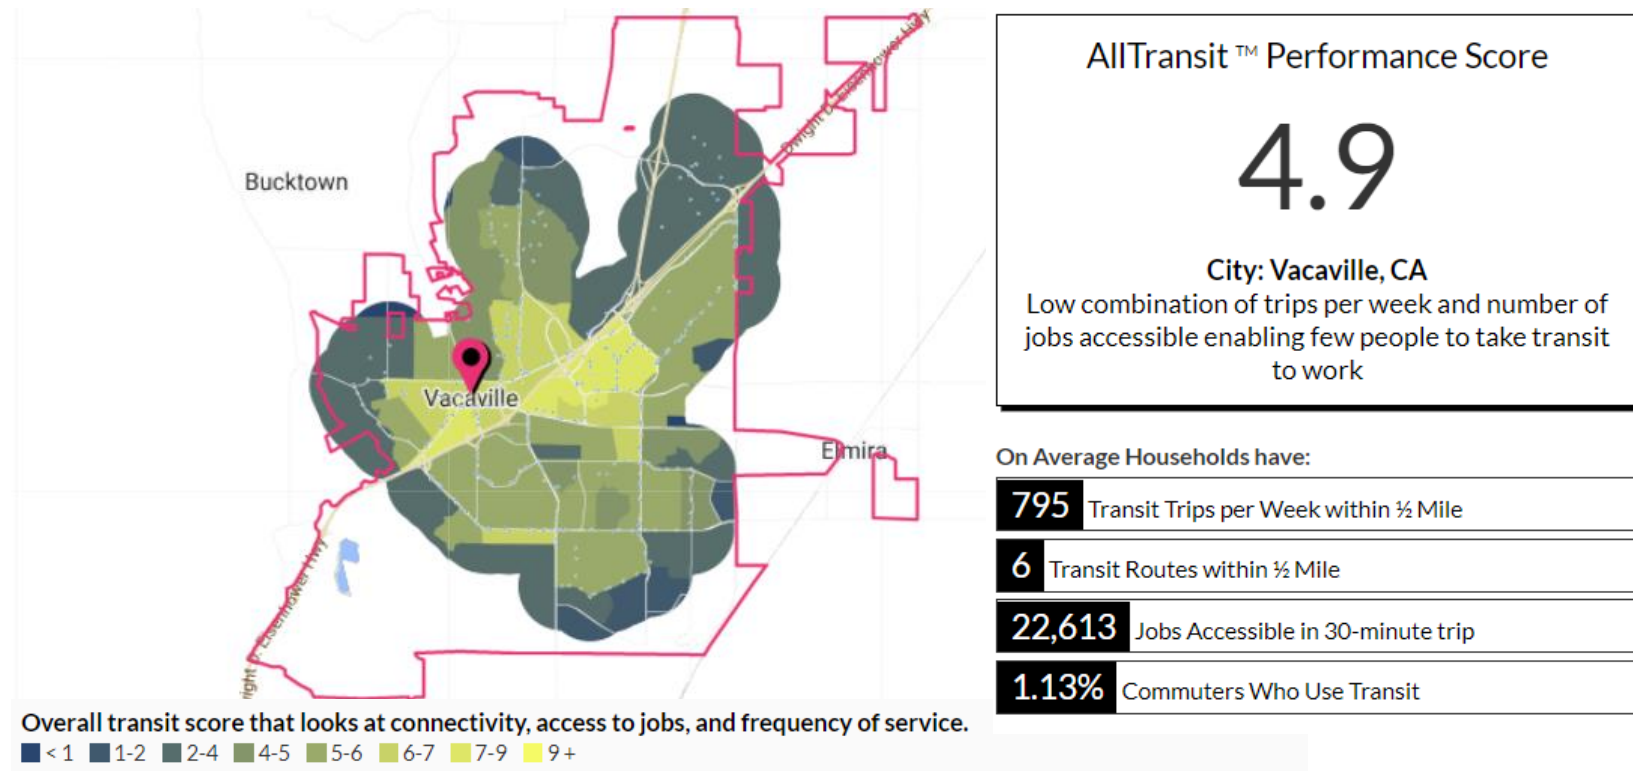 Bucktown
Dwight D. Eisenhower Hwy
Vacaville
Elmira
right D. Eisenhower Hwy
Overall transit score that looks at connectivity, access to jobs, and frequency of service.
< 1 1-2 2-4 4-5 5-6 6-7 7-9 9 +
AllTransit ™ Performance Score
4.9
City: Vacaville, CA
Low combination of trips per week and number of
jobs accessible enabling few people to take transit
to work
On Average Households have:
795 Transit Trips per Week within ½ Mile
6 Transit Routes within ½ Mile
22,613 Jobs Accessible in 30-minute trip
1.13% Commuters Who Use Transit